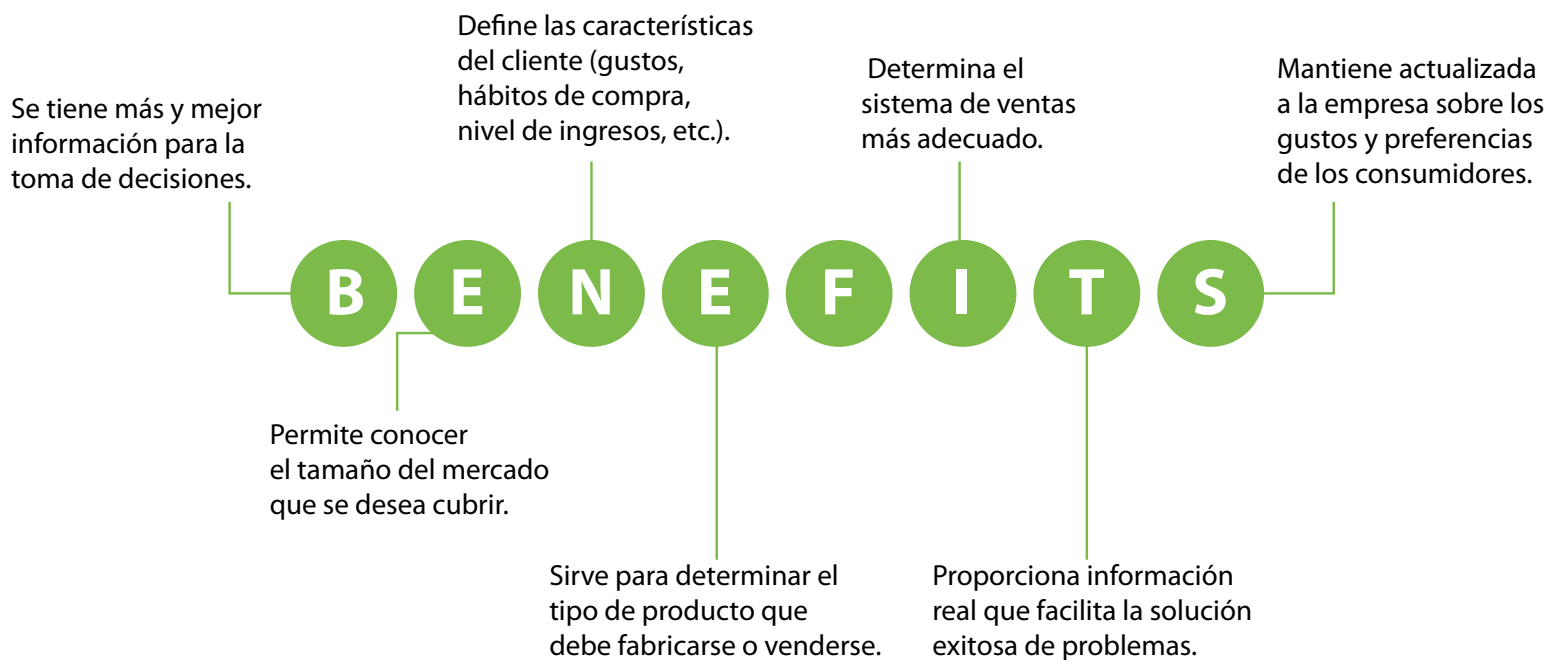 Se tiene más y mejor
información para la
toma de decisiones.
Define las características
del cliente (gustos,
hábitos de compra,
nivel de ingresos, etc.).
Determina el
sistema de ventas
más adecuado.
Mantiene actualizada
a la empresa sobre los
gustos y preferencias
de los consumidores.
B E N E F I T S
Permite conocer
el tamaño del mercado
que se desea cubrir.
Sirve para determinar el
tipo de producto que
debe fabricarse o venderse.
Proporciona información
real que facilita la solución
exitosa de problemas.